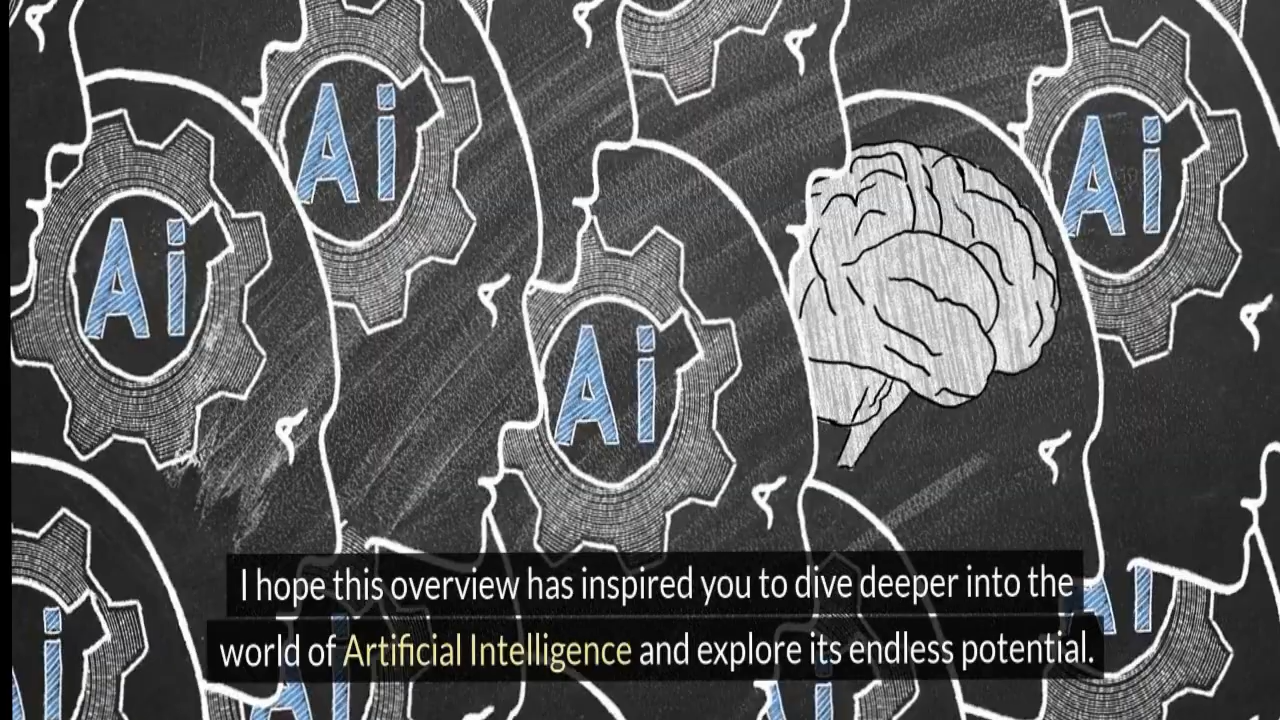 Ai
Ai
Ai
Ai
I hope this overview has inspired you to dive deeper into the
world of Artificial Intelligence and explore its endless potential.